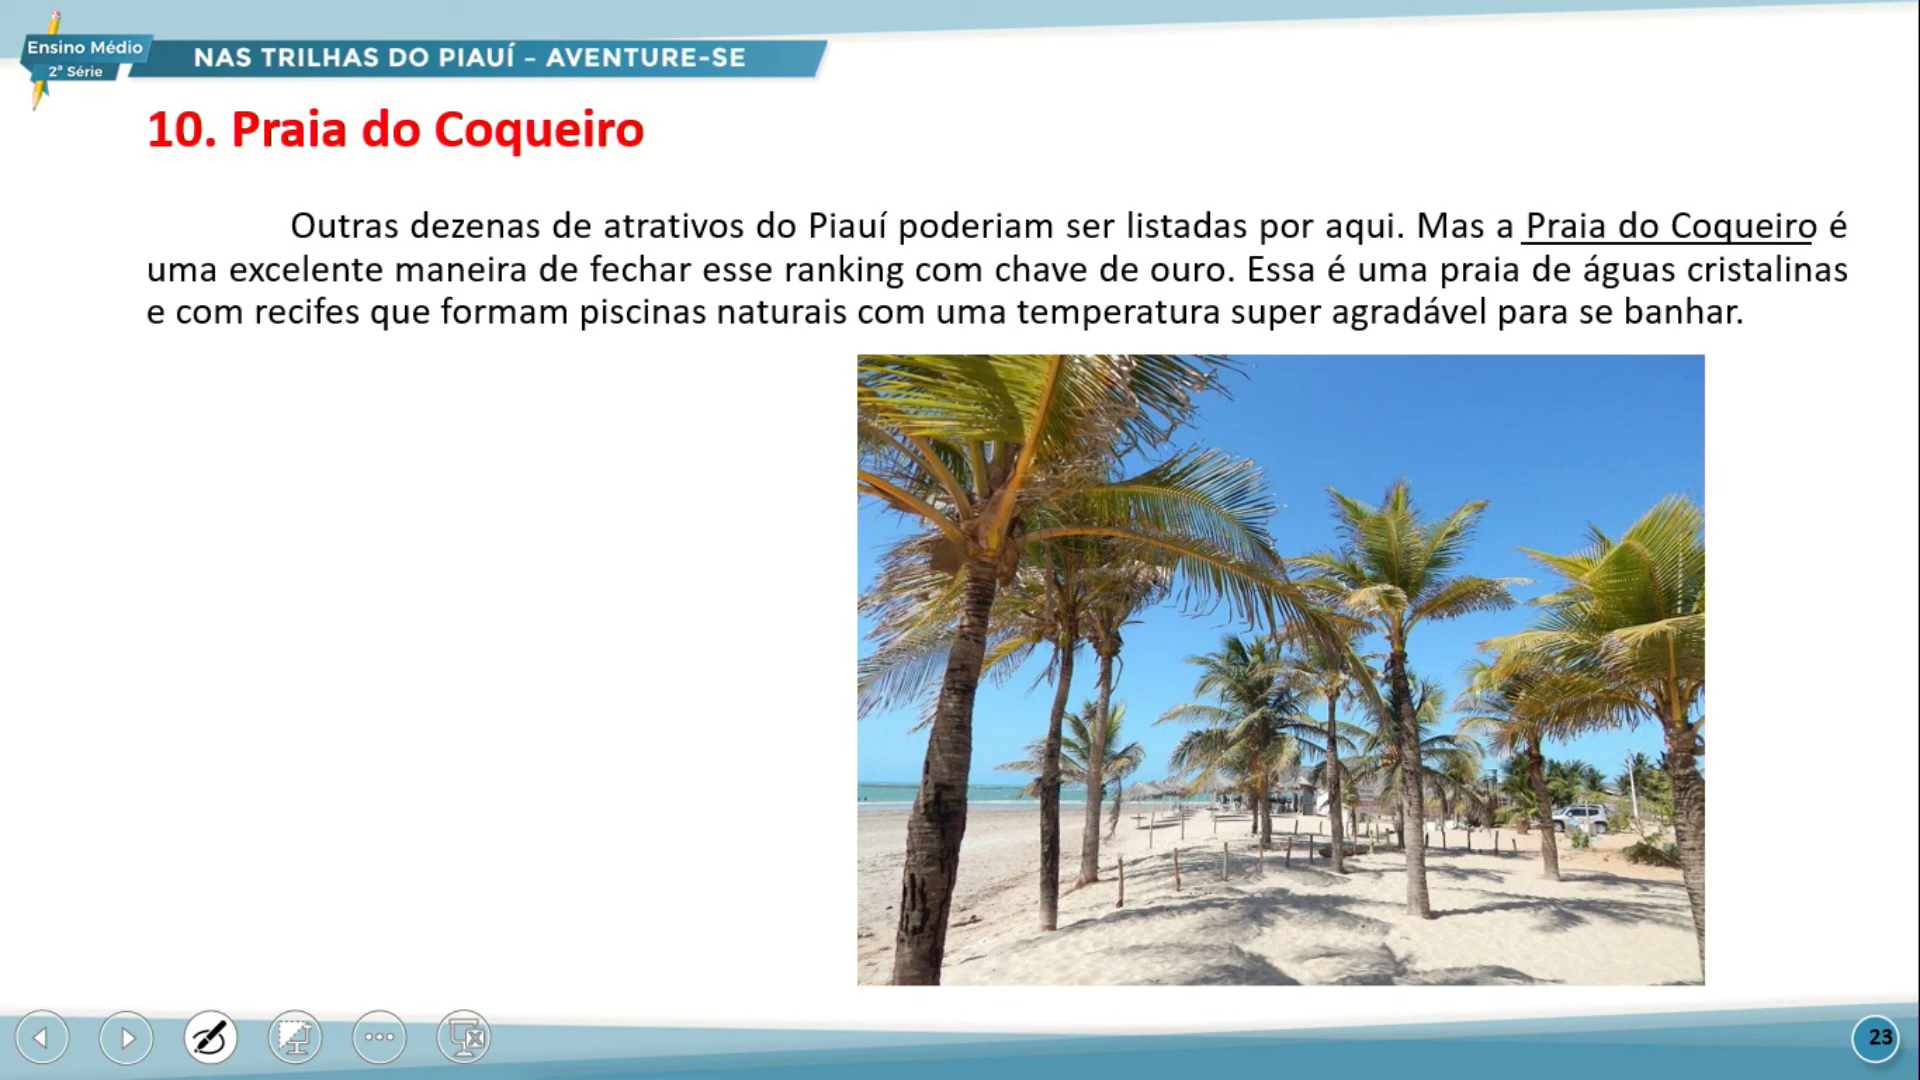 Ensino Médio
2ª Série
NAS TRILHAS DO PIAUÍ – AVENTURE-SE
10. Praia do Coqueiro
Outras dezenas de atrativos do Piauí poderiam ser listadas por aqui. Mas a Praia do Coqueiro é
uma excelente maneira de fechar esse ranking com chave de ouro. Essa é uma praia de águas cristalinas
e com recifes que formam piscinas naturais com uma temperatura super agradável para se banhar.
23